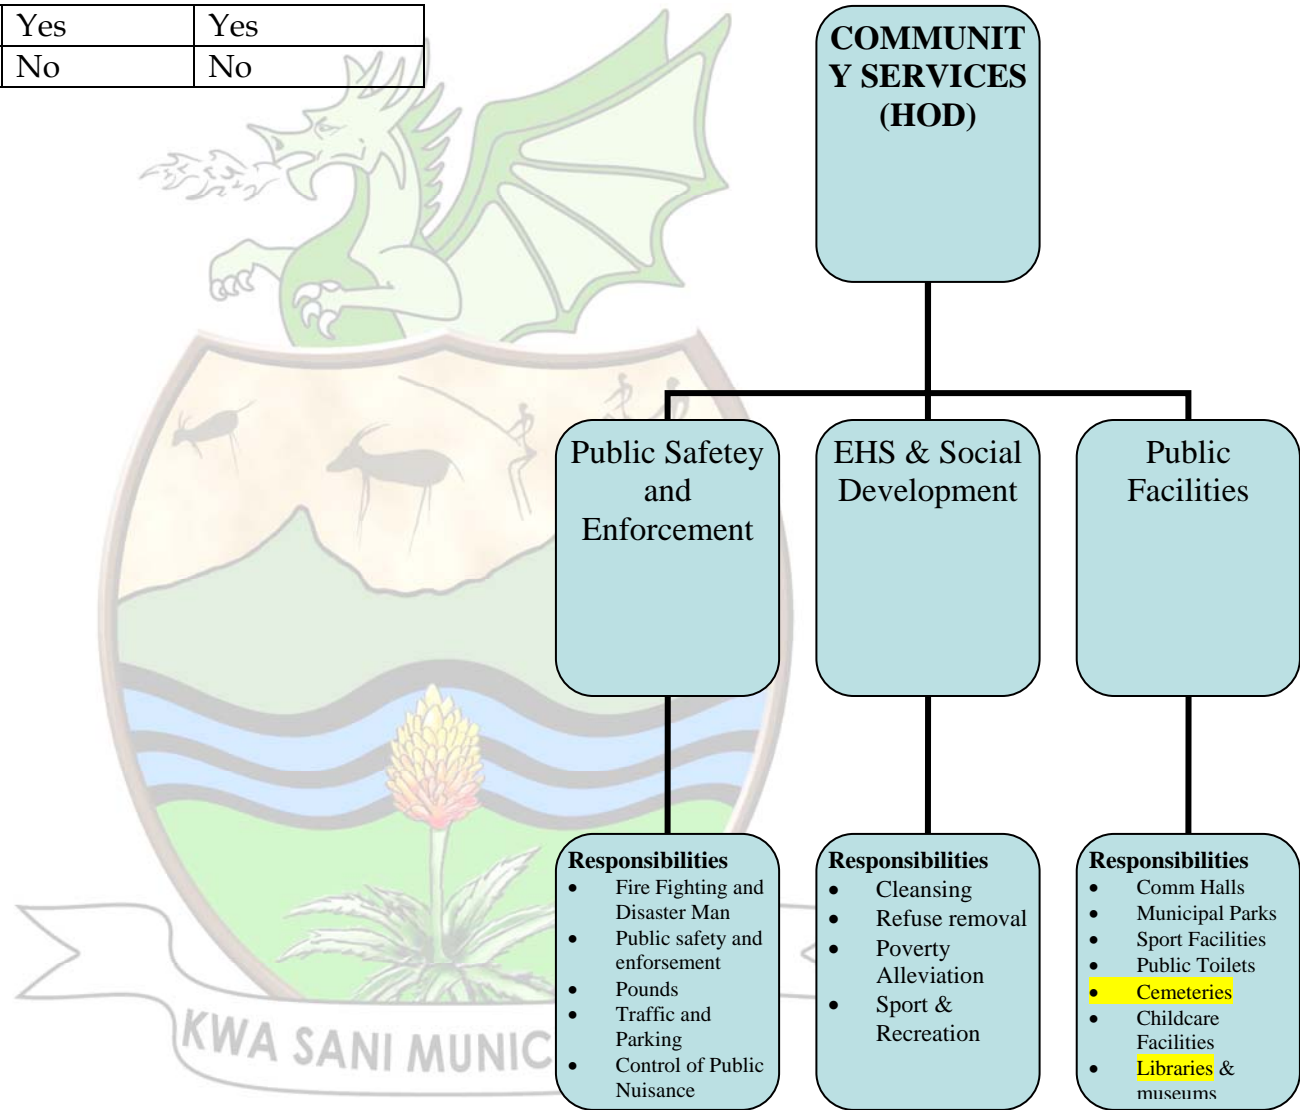 Yes Yes
No No
COMMUNIT
Y SERVICES
(HOD)
Public Safetey
and
Enforcement
EHS & Social
Development
Public
Facilities
Responsibilities
• Fire Fighting and
Disaster Man
• Public safety and
enforsement
• Pounds
• Traffic and
Parking
• Control of Public
Nuisance
Responsibilities
• Cleansing
• Refuse removal
• Poverty
Alleviation
• Sport &
Recreation
Responsibilities
• Comm Halls
• Municipal Parks
• Sport Facilities
• Public Toilets
• Cemeteries
• Childcare
Facilities
• Libraries &
museums
KWA SANI MUNIC